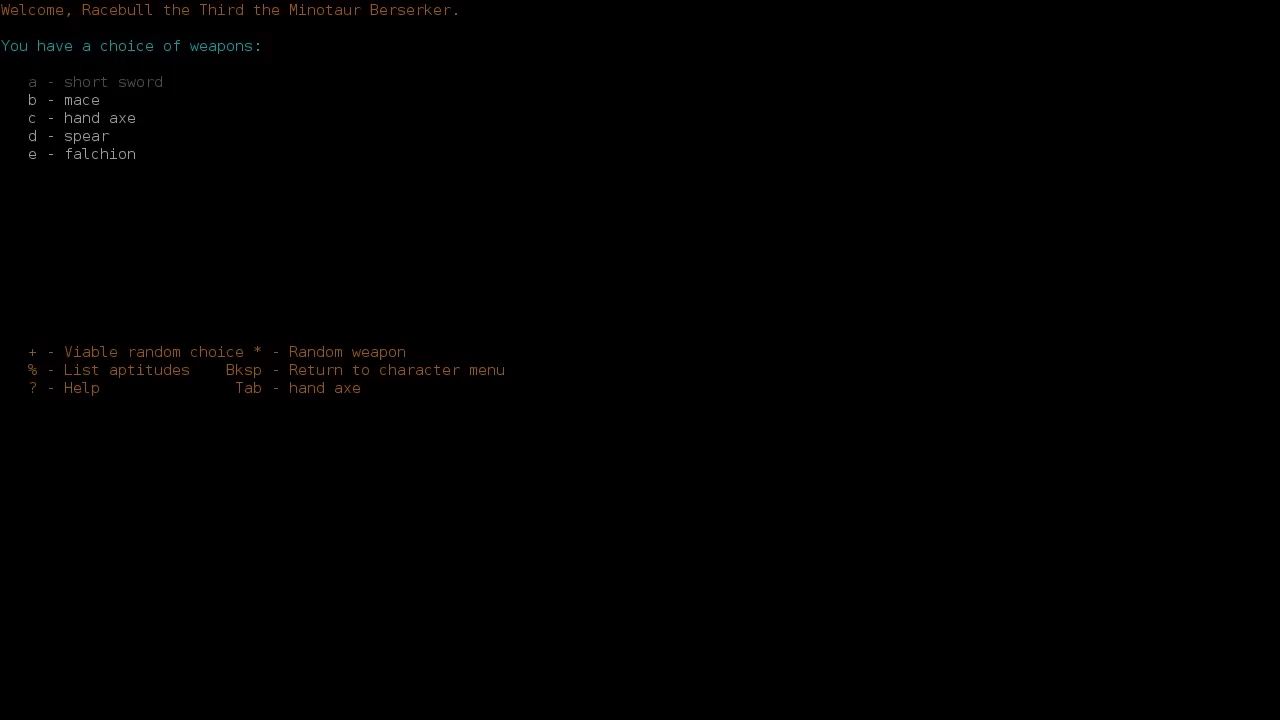 Welcome, Racebull the Third the Minotaur Berserker.
You have a choice of weapons:
a - short sword
b - mace
c - hand axe
d - spear
e - falchion
+ - Viable random choice * - Random weapon
% - List aptitudes    Bksp - Return to character menu
? - Help               Tab - hand axe